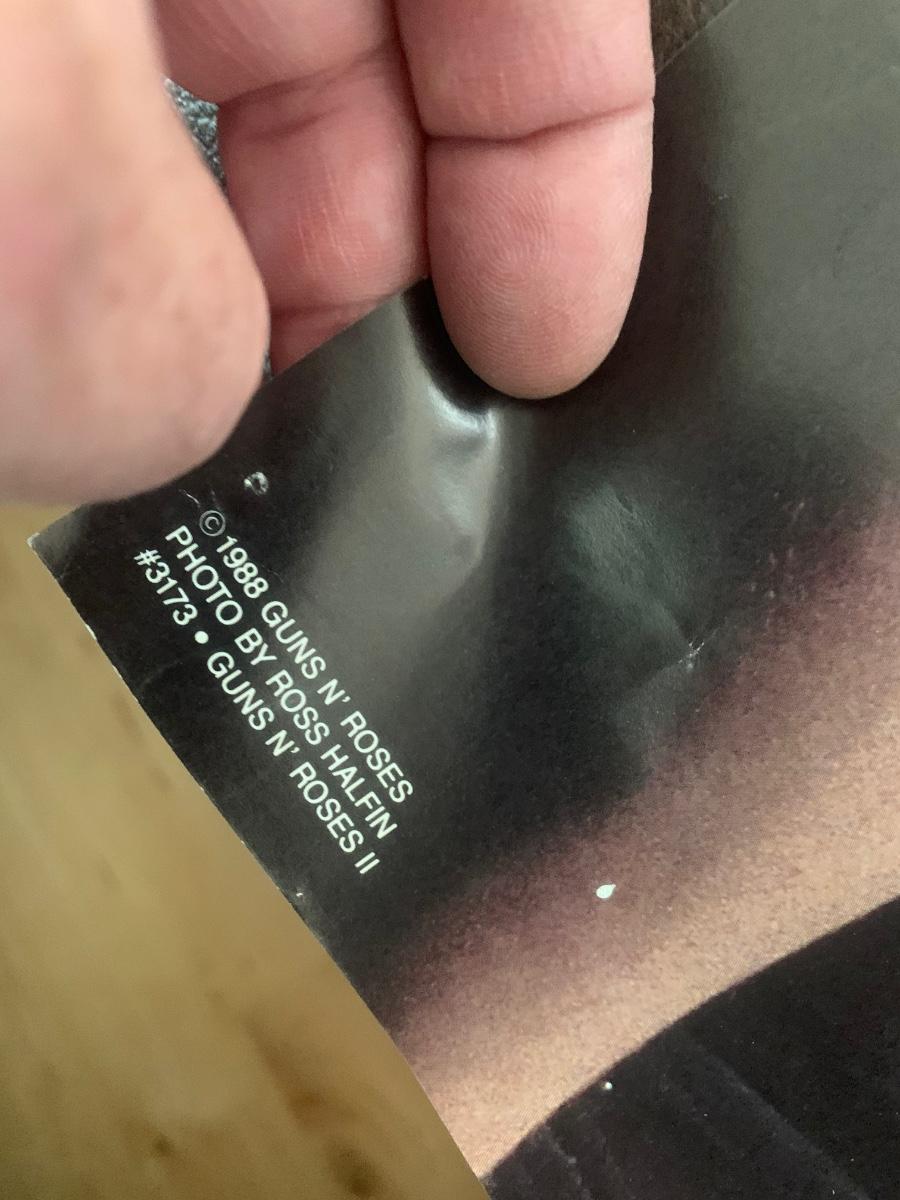 © 1988 GUNS N' ROSES
PHOTO BY ROSS HALFIN
#3173 • GUNS N' ROSES II